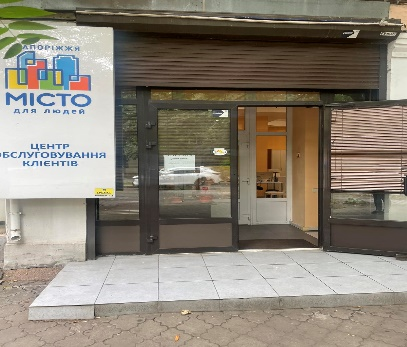 ЗАПОРІЖЖЯ
МІСТО
ДЛЯ ЛЮДЕЙ
ЦЕНТР
ОБСЛУГОВУВАННЯ
КЛІЄНТІВ